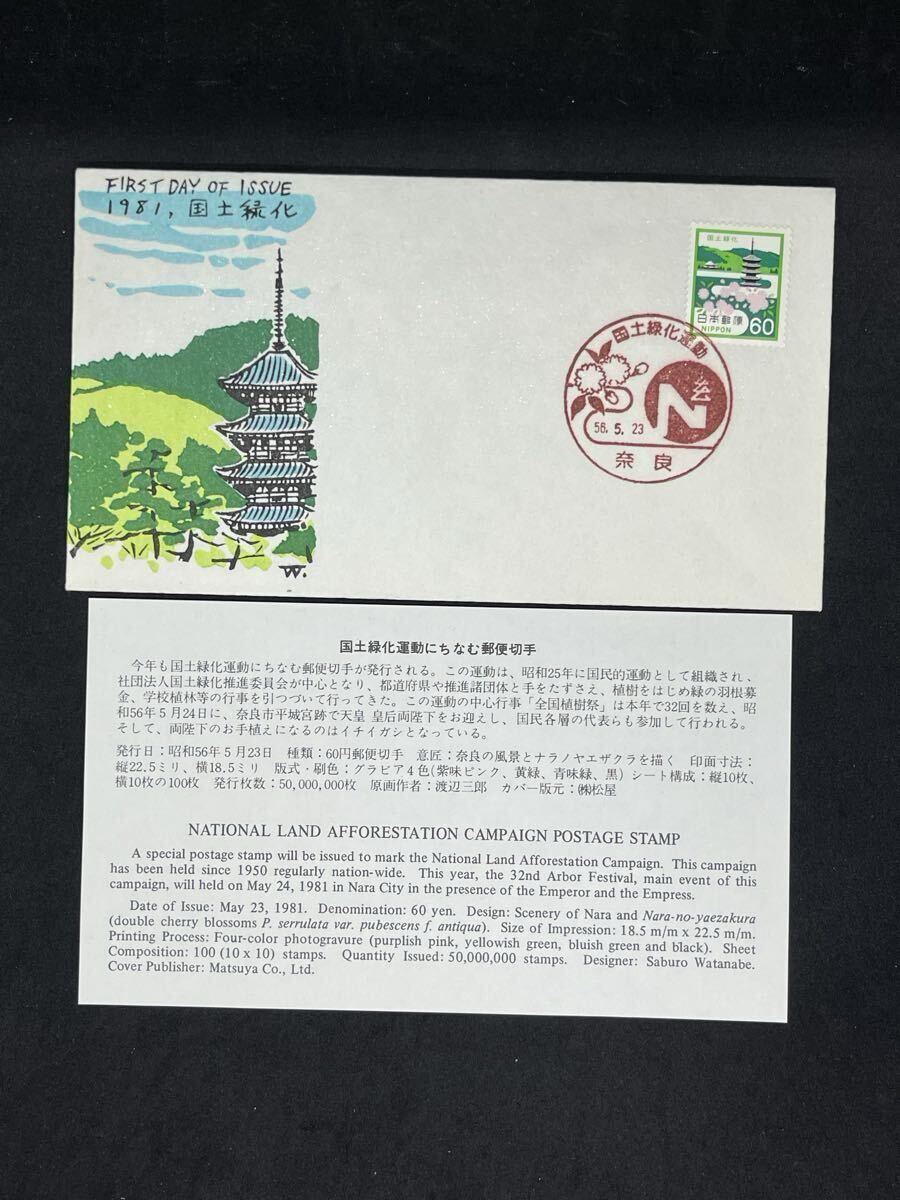 FIRST DAY OF ISSUE
1981, 国土緑化
国土緑化
日本郵便
NIPPON 60
国土緑化運動
N
56.5.23
奈良
W.
国土緑化運動にちなむ郵便切手
今年も国土緑化運動にちなむ郵便切手が発行される。この運動は、昭和25年に国民的運動として組織され、
社団法人国土緑化推進委員会が中心となり、都道府県や推進諸団体と手をたずさえ、植樹をはじめ緑の羽根募
金、学校植林等の行事を引つづいて行ってきた。この運動の中心行事「全国植樹祭」は本年で32回を数え、昭
和56年5月24日に、奈良市平城宮跡で天皇 皇后両陛下をお迎えし、国民各層の代表らも参加して行われる。
そして、両陛下のお手植えになるのはイチイガシとなっている。
発行日：昭和56年5月23日 種類：60円郵便切手 意匠：奈良の風景とナラノヤエザクラを描く 印面寸法：
縦22.5ミリ、横18.5ミリ 版式・刷色：グラビア4色(紫味ピンク、黄緑、青味緑、黒) シート構成：縦10枚、
横10枚の100枚 発行枚数：50,000,000枚 原画作者：渡辺三郎 カバー版元：㈱松屋
NATIONAL LAND AFFORESTATION CAMPAIGN POSTAGE STAMP
A special postage stamp will be issued to mark the National Land Afforestation Campaign. This campaign
has been held since 1950 regularly nation-wide. This year, the 32nd Arbor Festival, main event of this
campaign, will held on May 24, 1981 in Nara City in the presence of the Emperor and the Empress.
Date of Issue: May 23, 1981. Denomination: 60 yen. Design: Scenery of Nara and Nara-no-yaezakura
(double cherry blossoms P. serrulata var. pubescens f. antiqua). Size of Impression: 18.5 m/m x 22.5 m/m.
Printing Process: Four-color photogravure (purplish pink, yellowish green, bluish green and black). Sheet
Composition: 100 (10 x 10) stamps. Quantity Issued: 50,000,000 stamps. Designer: Saburo Watanabe.
Cover Publisher: Matsuya Co., Ltd.